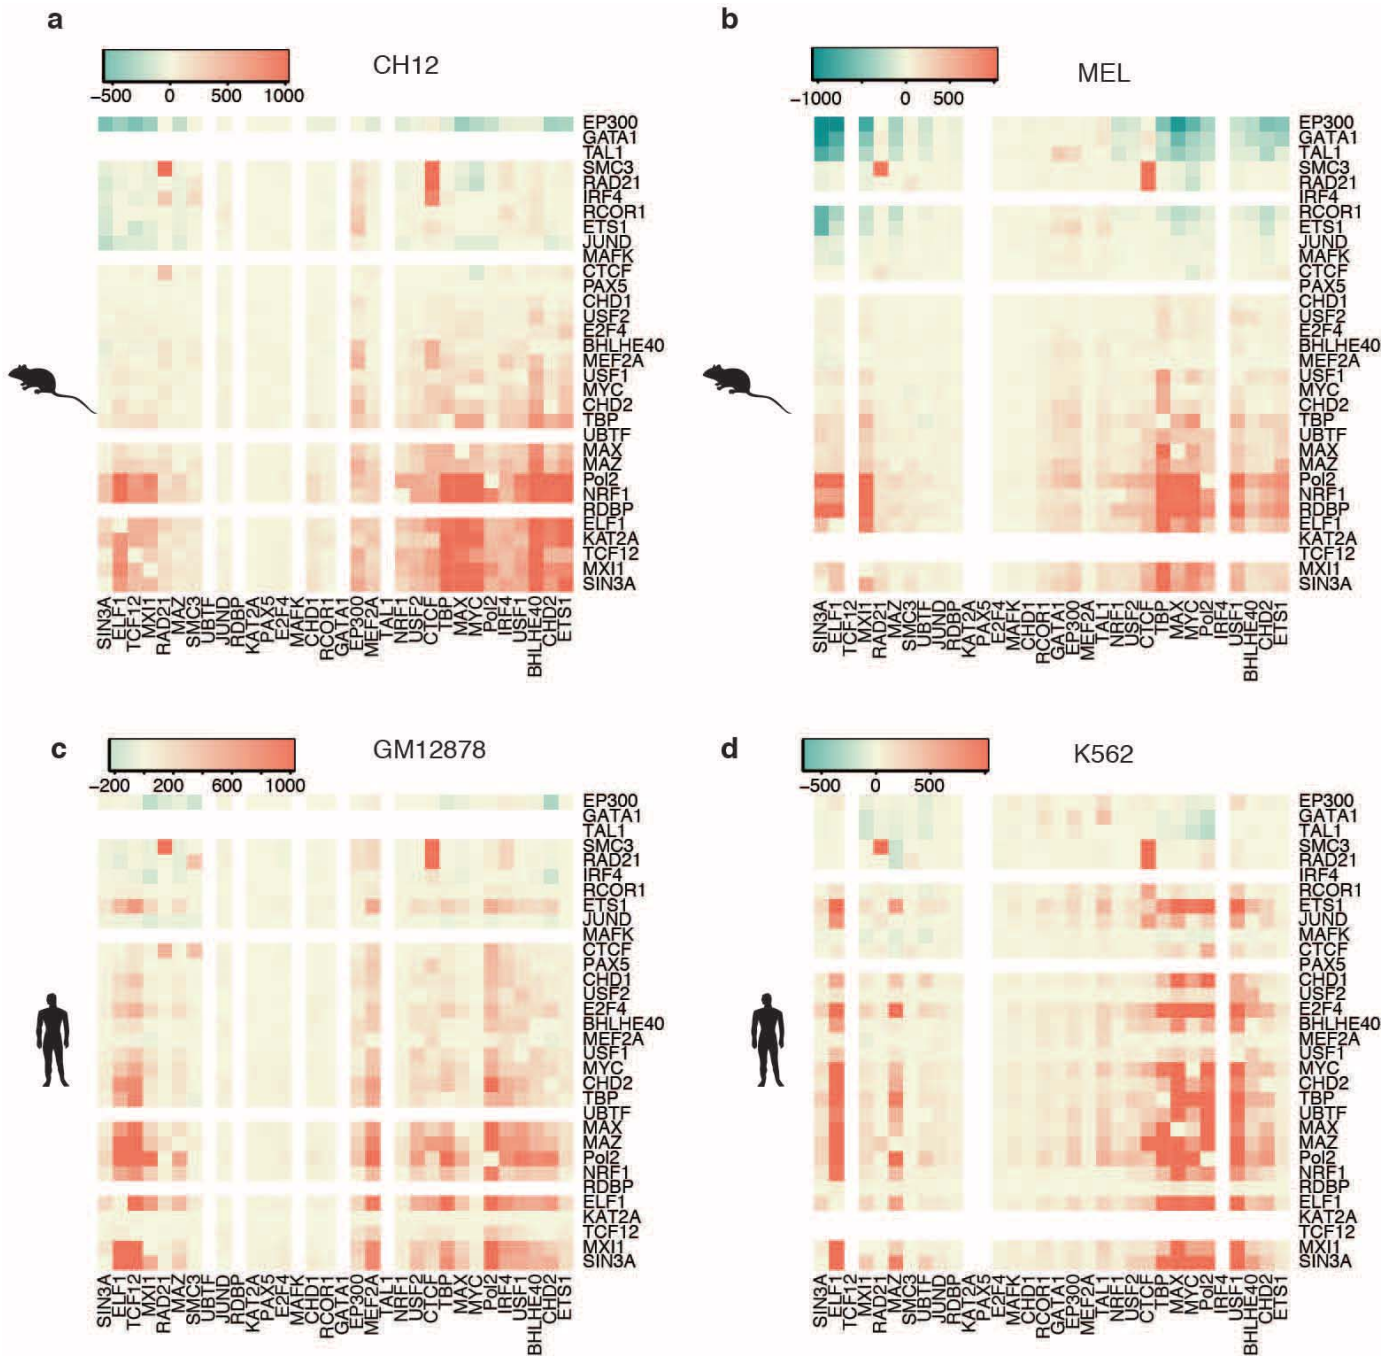 a
CH12
−500 0 500 1000
EP300
GATA1
TAL1
SMC3
RAD21
IRF4
RCOR1
ETS1
JUND
MAFK
CTCF
PAX5
CHD1
USF2
E2F4
BHLHE40
MEF2A
USF1
MYC
CHD2
TBP
UBTF
MAX
MAZ
Pol2
NRF1
RDBP
ELF1
KAT2A
TCF12
MXI1
SIN3A
SIN3A
ELF1
TCF12
MXI1
RAD21
MAZ
SMC3
UBTF
JUND
RDBP
KAT2A
PAX5
E2F4
MAFK
CHD1
RCOR1
GATA1
EP300
MEF2A
TAL1
NRF1
USF2
CTCF
TBP
MAX
MYC
Pol2
IRF4
USF1
BHLHE40
CHD2
ETS1
b
MEL
−1000 0 500
EP300
GATA1
TAL1
SMC3
RAD21
IRF4
RCOR1
ETS1
JUND
MAFK
CTCF
PAX5
CHD1
USF2
E2F4
BHLHE40
MEF2A
USF1
MYC
CHD2
TBP
UBTF
MAX
MAZ
Pol2
NRF1
RDBP
ELF1
KAT2A
TCF12
MXI1
SIN3A
SIN3A
ELF1
TCF12
MXI1
RAD21
MAZ
SMC3
UBTF
JUND
RDBP
KAT2A
PAX5
E2F4
MAFK
CHD1
RCOR1
GATA1
EP300
MEF2A
TAL1
NRF1
USF2
CTCF
TBP
MAX
MYC
Pol2
IRF4
USF1
BHLHE40
CHD2
ETS1
c
GM12878
−200 200 600 1000
EP300
GATA1
TAL1
SMC3
RAD21
IRF4
RCOR1
ETS1
JUND
MAFK
CTCF
PAX5
CHD1
USF2
E2F4
BHLHE40
MEF2A
USF1
MYC
CHD2
TBP
UBTF
MAX
MAZ
Pol2
NRF1
RDBP
ELF1
KAT2A
TCF12
MXI1
SIN3A
SIN3A
ELF1
TCF12
MXI1
RAD21
MAZ
SMC3
UBTF
JUND
RDBP
KAT2A
PAX5
E2F4
MAFK
CHD1
RCOR1
GATA1
EP300
MEF2A
TAL1
NRF1
USF2
CTCF
TBP
MAX
MYC
Pol2
IRF4
USF1
BHLHE40
CHD2
ETS1
d
K562
−500 0 500
EP300
GATA1
TAL1
SMC3
RAD21
IRF4
RCOR1
ETS1
JUND
MAFK
CTCF
PAX5
CHD1
USF2
E2F4
BHLHE40
MEF2A
USF1
MYC
CHD2
TBP
UBTF
MAX
MAZ
Pol2
NRF1
RDBP
ELF1
KAT2A
TCF12
MXI1
SIN3A
SIN3A
ELF1
TCF12
MXI1
RAD21
MAZ
SMC3
UBTF
JUND
RDBP
KAT2A
PAX5
E2F4
MAFK
CHD1
RCOR1
GATA1
EP300
MEF2A
TAL1
NRF1
USF2
CTCF
TBP
MAX
MYC
Pol2
IRF4
USF1
BHLHE40
CHD2
ETS1